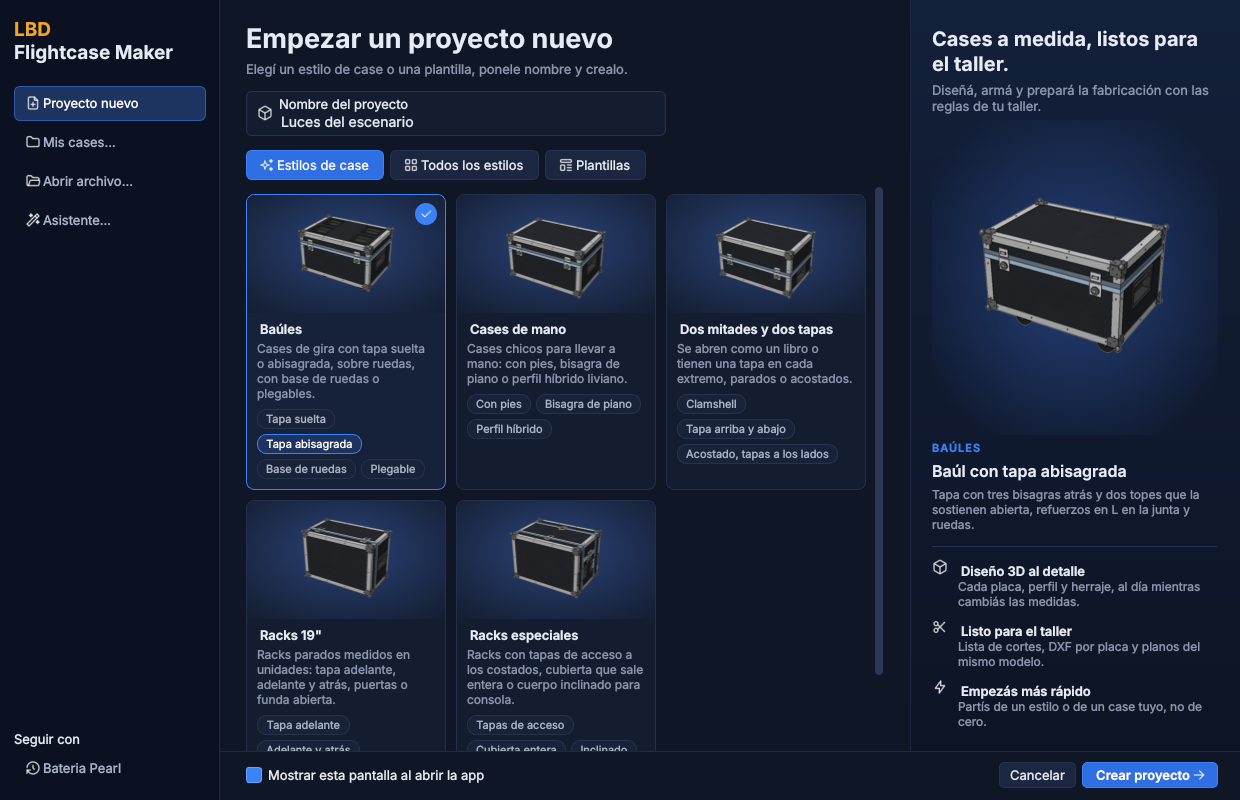 LBD
Flightcase Maker
Proyecto nuevo
Mis cases...
Abrir archivo...
Asistente...
Seguir con
Bateria Pearl
Empezar un proyecto nuevo
Elegí un estilo de case o una plantilla, ponele nombre y crealo.
Nombre del proyecto
Luces del escenario
Estilos de case
Todos los estilos
Plantillas
Baúles
Cases de gira con tapa suelta
o abisagrada, sobre ruedas,
con base de ruedas o
plegables.
Tapa suelta
Tapa abisagrada
Base de ruedas
Plegable
Cases de mano
Cases chicos para llevar a
mano: con pies, bisagra de
piano o perfil híbrido liviano.
Con pies
Bisagra de piano
Perfil híbrido
Dos mitades y dos tapas
Se abren como un libro o
tienen una tapa en cada
extremo, parados o acostados.
Clamshell
Tapa arriba y abajo
Acostado, tapas a los lados
Racks 19"
Racks parados medidos en
unidades: tapa adelante,
adelante y atrás, puertas o
funda abierta.
Tapa adelante
Adelante y atrás
Racks especiales
Racks con tapas de acceso a
los costados, cubierta que sale
entera o cuerpo inclinado para
consola.
Tapas de acceso
Cubierta entera
Inclinado
Mostrar esta pantalla al abrir la app
Cancelar
Crear proyecto
Cases a medida, listos para
el taller.
Diseñá, armá y prepará la fabricación con las
reglas de tu taller.
BAÚLES
Baúl con tapa abisagrada
Tapa con tres bisagras atrás y dos topes que la
sostienen abierta, refuerzos en L en la junta y
ruedas.
Diseño 3D al detalle
Cada placa, perfil y herraje, al día mientras
cambiás las medidas.
Listo para el taller
Lista de cortes, DXF por placa y planos del
mismo modelo.
Empezás más rápido
Partís de un estilo o de un case tuyo, no de
cero.